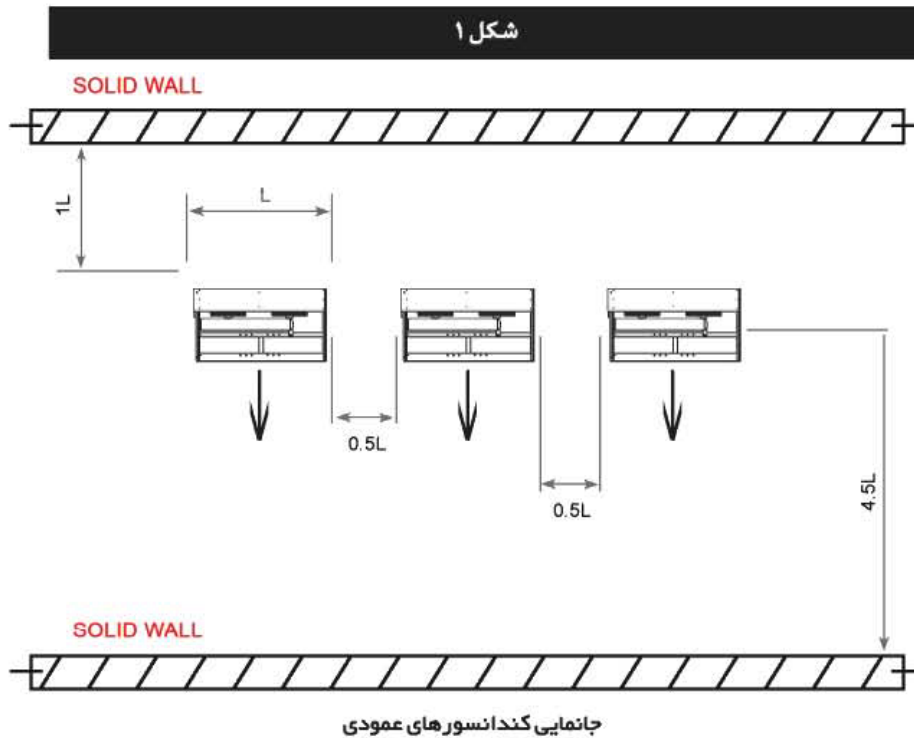 شکل ۱
SOLID WALL
1L
L
0.5L
0.5L
4.5L
SOLID WALL
جانمایی کندانسورهای عمودی